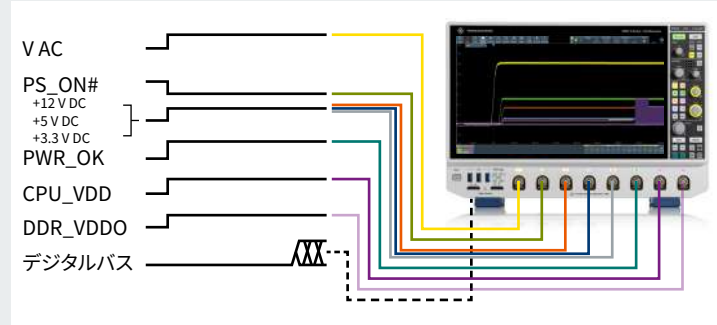 V AC
PS_ON#
+12 V DC
+5 V DC
+3.3 V DC
PWR_OK
CPU_VDD
DDR_VDDO
デジタルバス